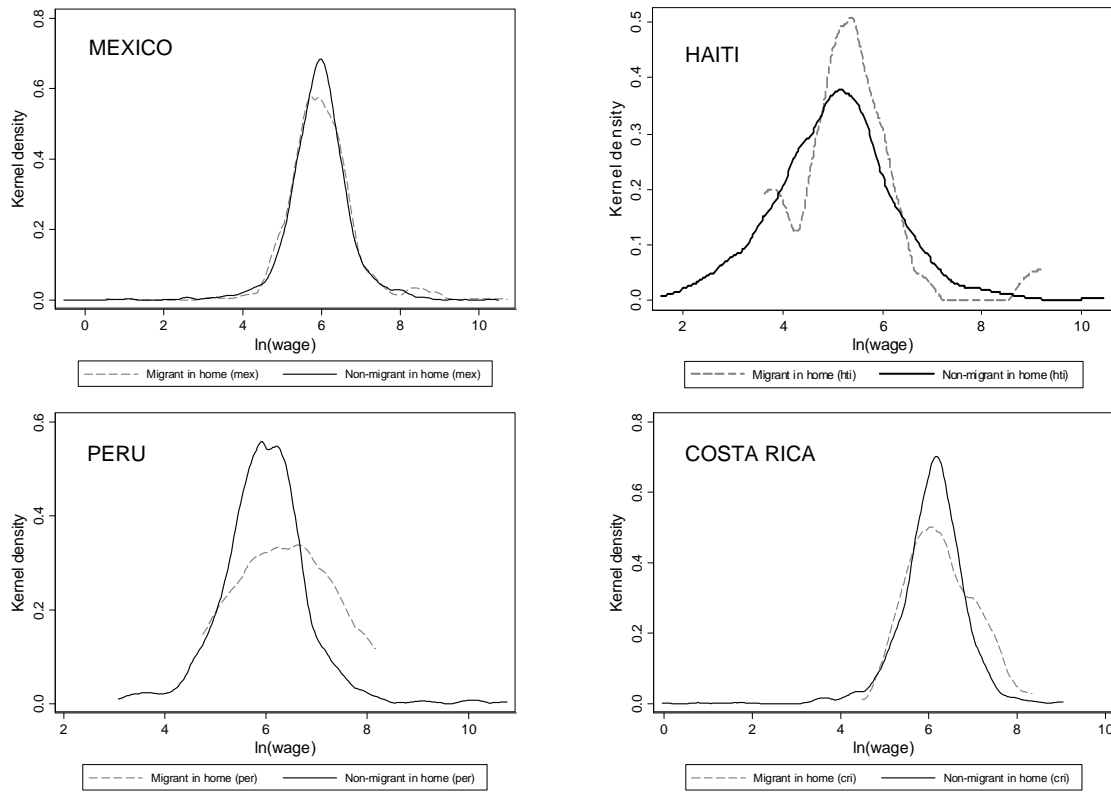 MEXICO
Kernel density
0.8
0.6
0.4
0.2
0.0
0 2 4 6 8 10
ln(wage)
Migrant in home (mex) Non-migrant in home (mex)
HAITI
Kernel density
0.5
0.4
0.3
0.2
0.1
0.0
2 4 6 8 10
ln(wage)
Migrant in home (hti) Non-migrant in home (hti)
PERU
Kernel density
0.6
0.4
0.2
0.0
2 4 6 8 10
ln(wage)
Migrant in home (per) Non-migrant in home (per)
COSTA RICA
Kernel density
0.8
0.6
0.4
0.2
0.0
0 2 4 6 8 10
ln(wage)
Migrant in home (cri) Non-migrant in home (cri)